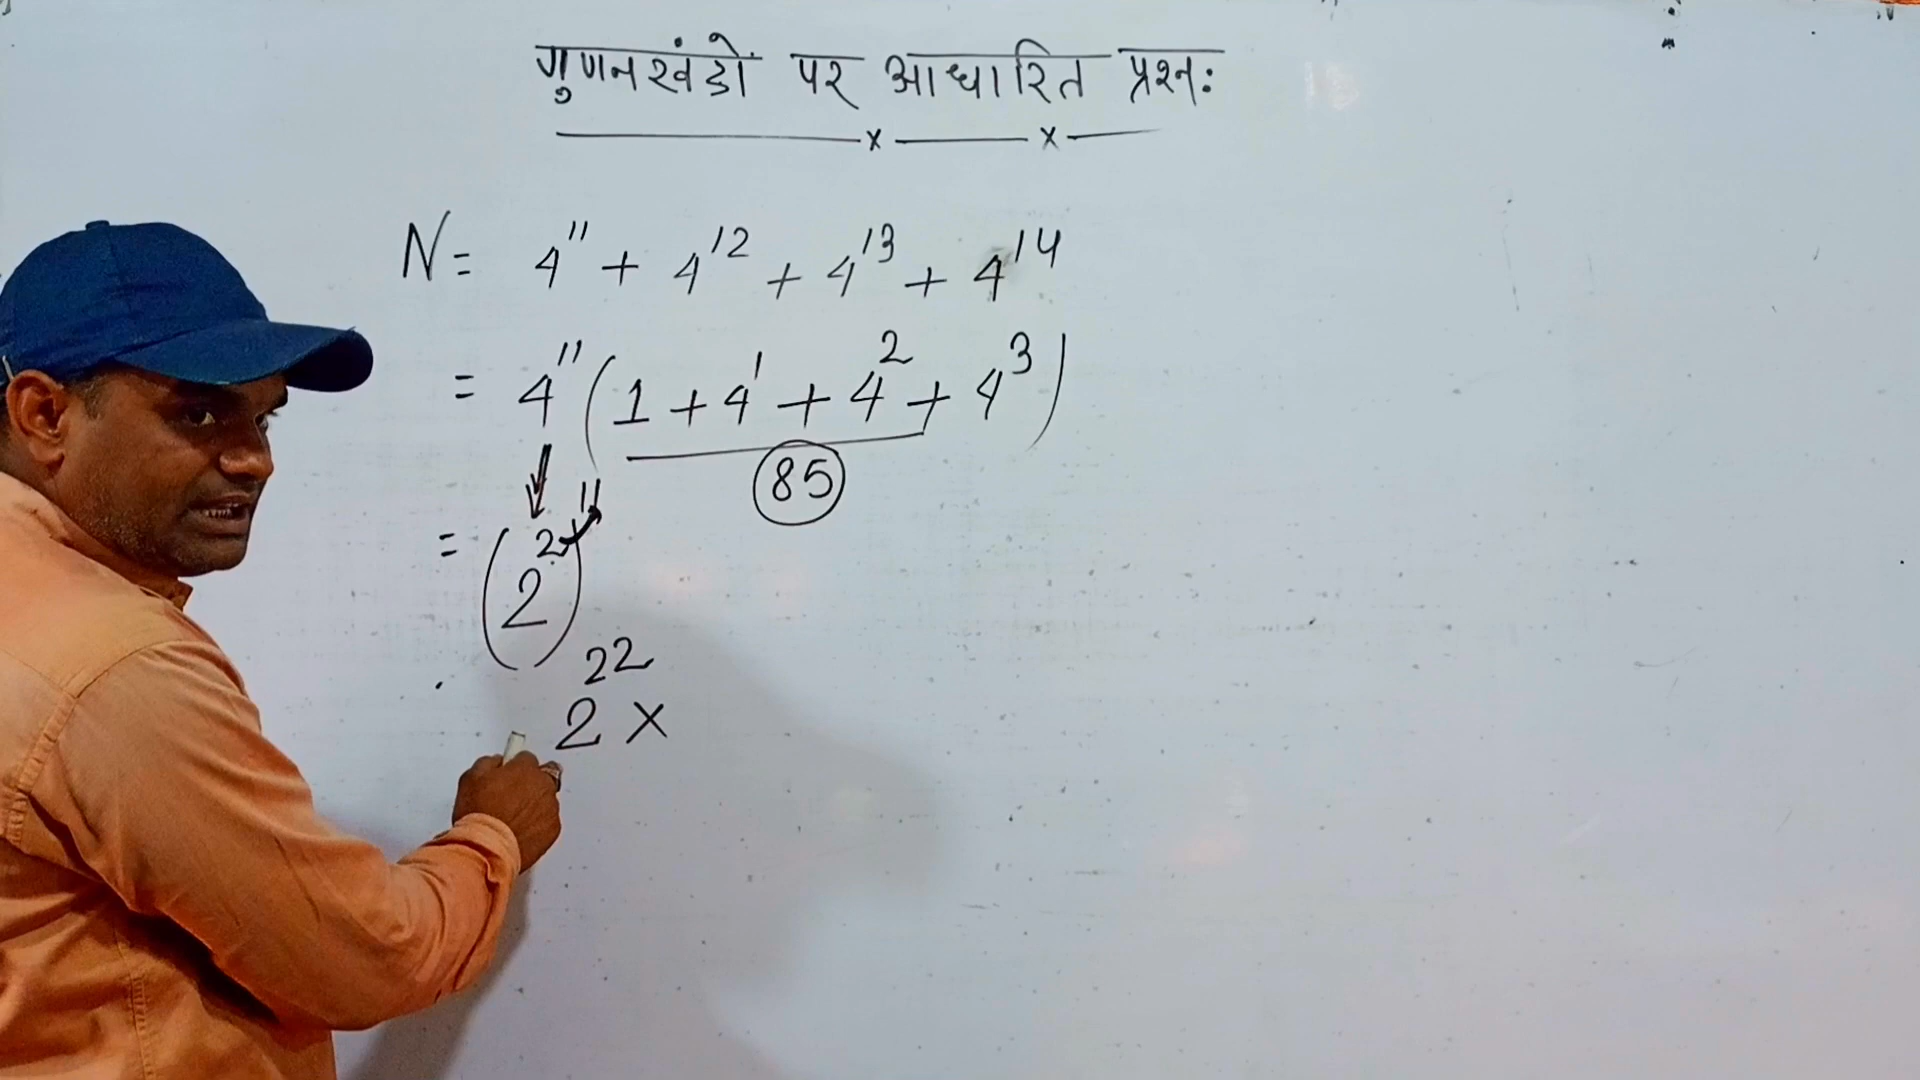 गुणनखंडों पर आधारित प्रश्न:
N = 4¹¹ + 4¹² + 4¹³ + 4¹⁴
= 4¹¹ (1 + 4¹ + 4² + 4³)
85
= (2²)¹¹
2²² ×